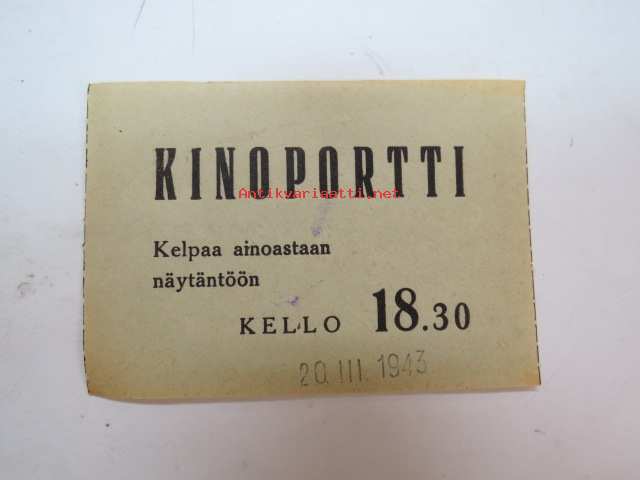 KINOPORTTI
Antikvariaatti.net
Kelpaa ainoastaan
näytäntöön
KELLO 18.30
20.III.1943